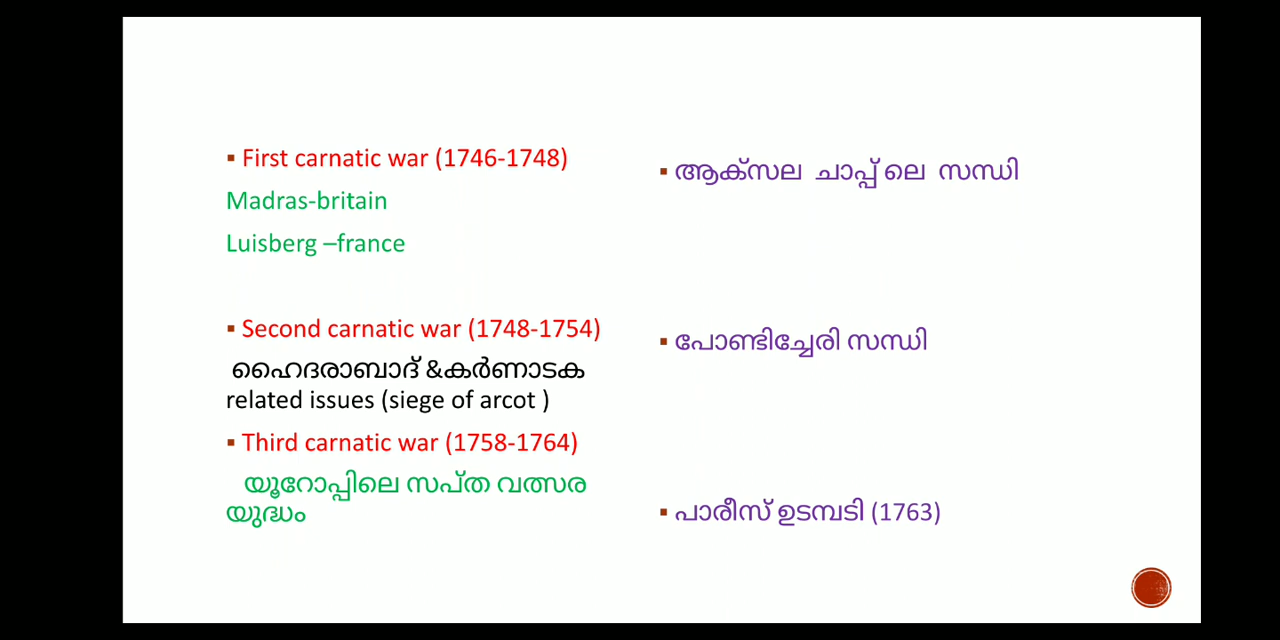 ▪ First carnatic war (1746-1748)
Madras-britain
Luisberg –france
▪ Second carnatic war (1748-1754)
ഹൈദരാബാദ് &കർണാടക
related issues (siege of arcot )
▪ Third carnatic war (1758-1764)
യൂറോപ്പിലെ സപ്ത വത്സര
യുദ്ധം
▪ ആക്സല ചാപ്പ് ലെ സന്ധി
▪ പോണ്ടിച്ചേരി സന്ധി
▪ പാരീസ് ഉടമ്പടി (1763)